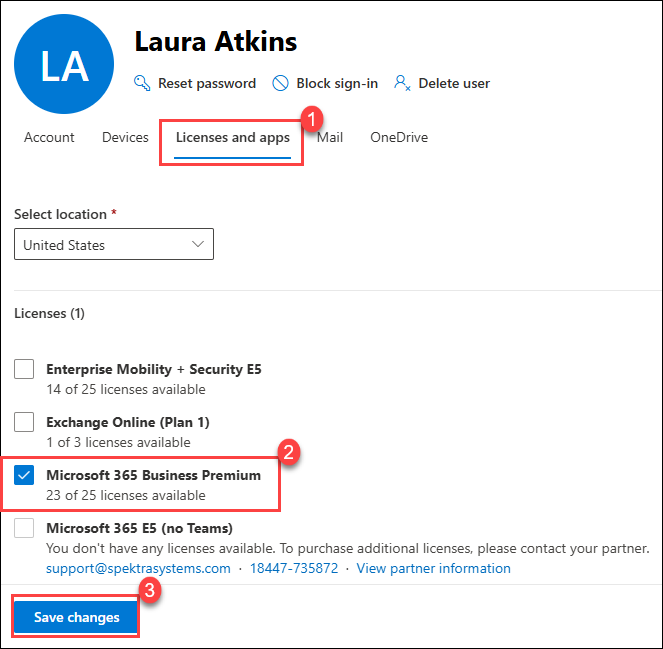 LA
Laura Atkins
Reset password Block sign-in Delete user
1
Account Devices Licenses and apps Mail OneDrive
Select location *
United States
Licenses (1)
Enterprise Mobility + Security E5
14 of 25 licenses available
Exchange Online (Plan 1)
1 of 3 licenses available
2
Microsoft 365 Business Premium
23 of 25 licenses available
Microsoft 365 E5 (no Teams)
You don't have any licenses available. To purchase additional licenses, please contact your partner.
support@spektrasystems.com · 18447-735872 · View partner information
3
Save changes